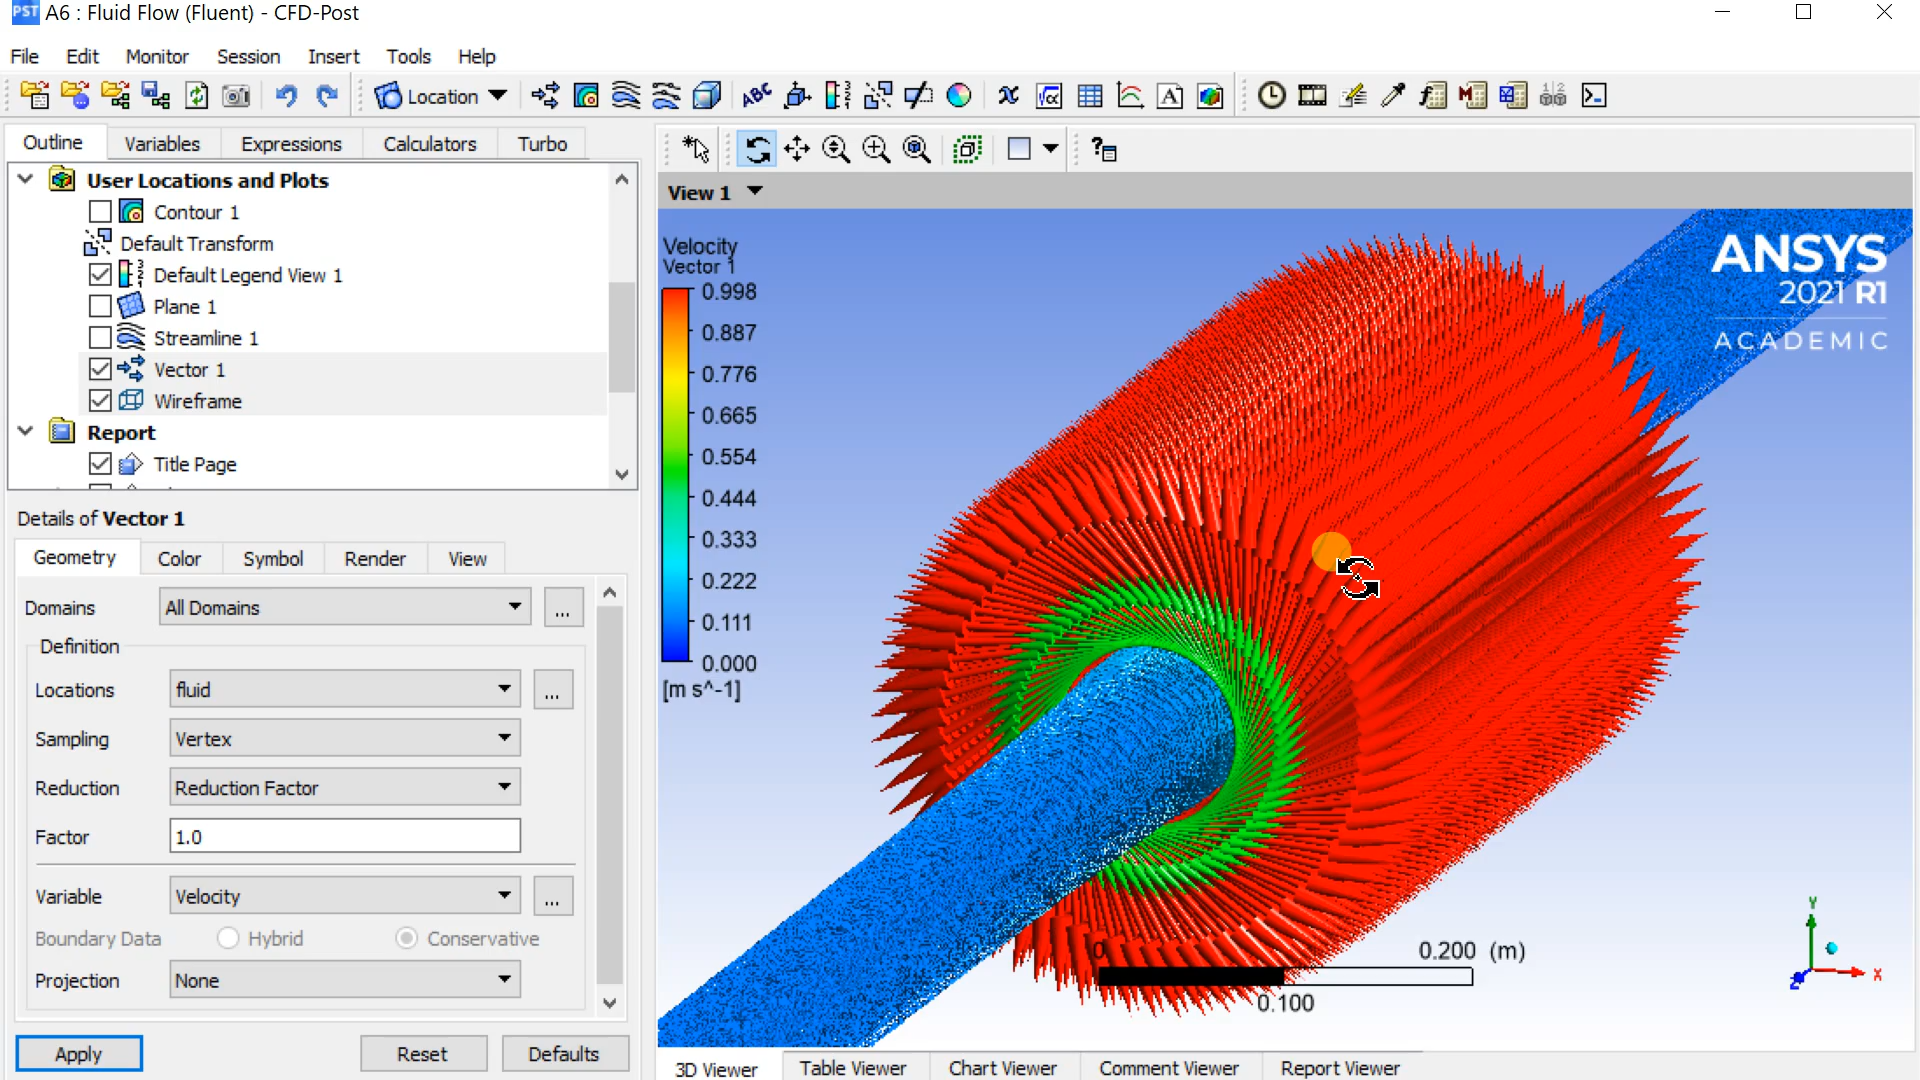 PST A6 : Fluid Flow (Fluent) - CFD-Post
File Edit Monitor Session Insert Tools Help
Location
Outline Variables Expressions Calculators Turbo
User Locations and Plots
Contour 1
Default Transform
Default Legend View 1
Plane 1
Streamline 1
Vector 1
Wireframe
Report
Title Page
Details of Vector 1
Geometry Color Symbol Render View
Domains All Domains ...
Definition
Locations fluid ...
Sampling Vertex
Reduction Reduction Factor
Factor 1.0
Variable Velocity ...
Boundary Data Hybrid Conservative
Projection None
Apply Reset Defaults
View 1
Velocity
Vector 1
0.998
0.887
0.776
0.665
0.554
0.444
0.333
0.222
0.111
0.000
[m s^-1]
ANSYS
2021 R1
ACADEMIC
0 0.200 (m)
0.100
Y
X
Z
3D Viewer Table Viewer Chart Viewer Comment Viewer Report Viewer